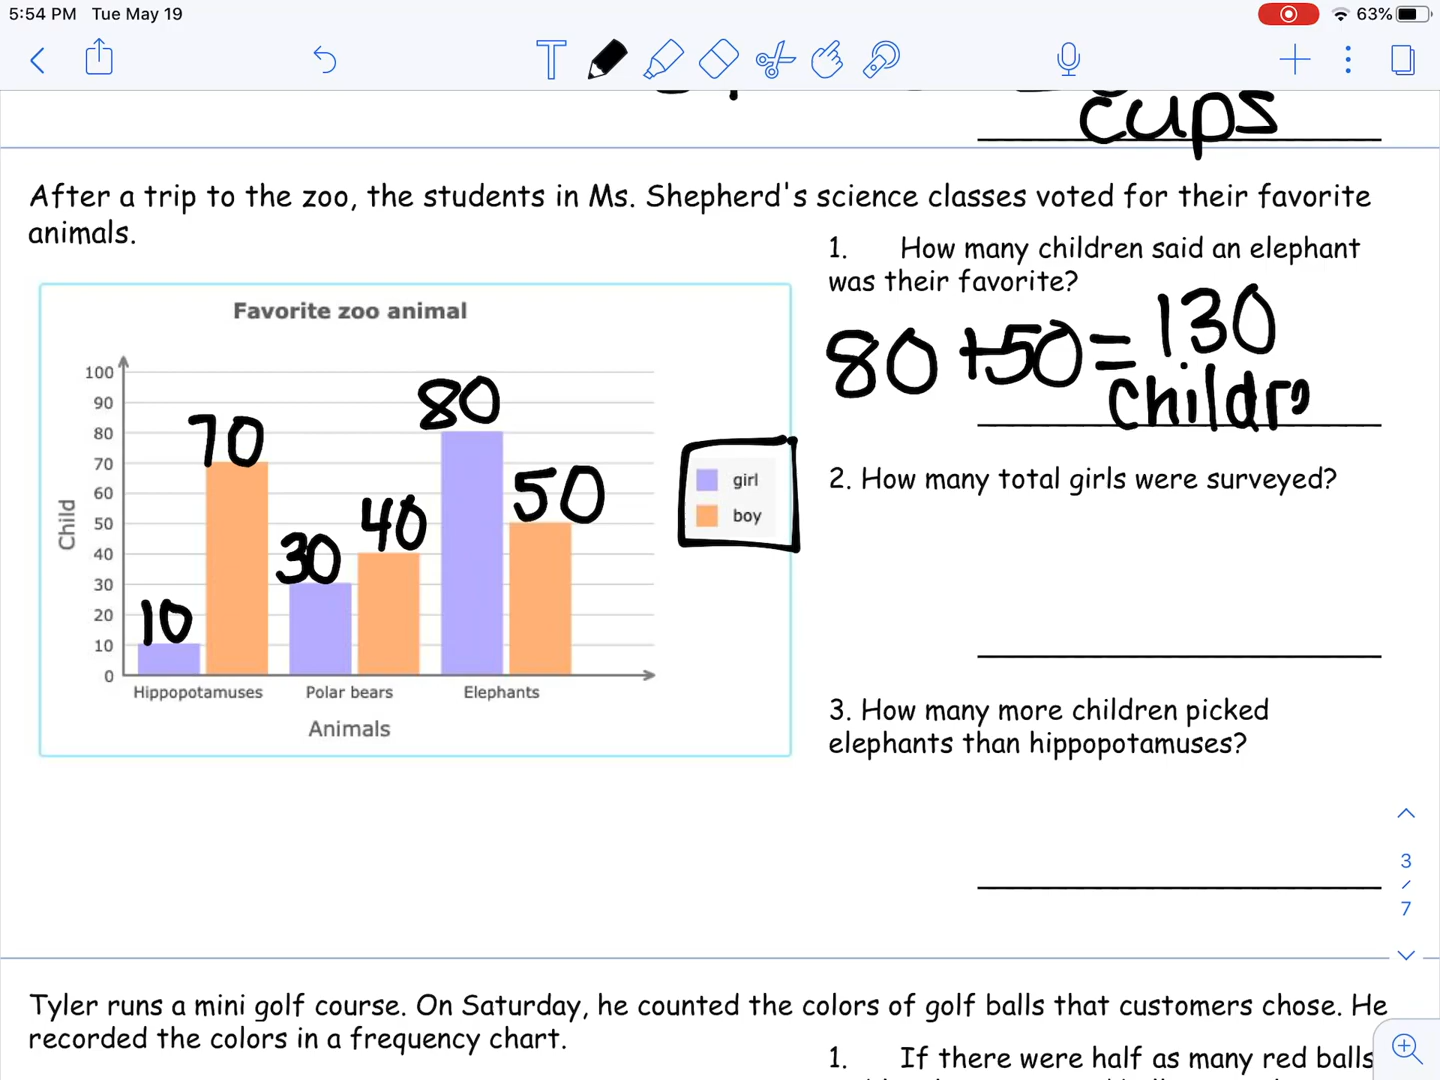 5:54 PM Tue May 19
63%
T
cups
After a trip to the zoo, the students in Ms. Shepherd's science classes voted for their favorite
animals.
1. How many children said an elephant
was their favorite?
80 + 50 = 130
childr
Favorite zoo animal
100
90
80
70
60
50
40
30
20
10
0
Child
10
70
30
40
80
50
Hippopotamuses
Polar bears
Elephants
Animals
girl
boy
2. How many total girls were surveyed?
3. How many more children picked
elephants than hippopotamuses?
3
/
7
Tyler runs a mini golf course. On Saturday, he counted the colors of golf balls that customers chose. He
recorded the colors in a frequency chart.
1. If there were half as many red balls